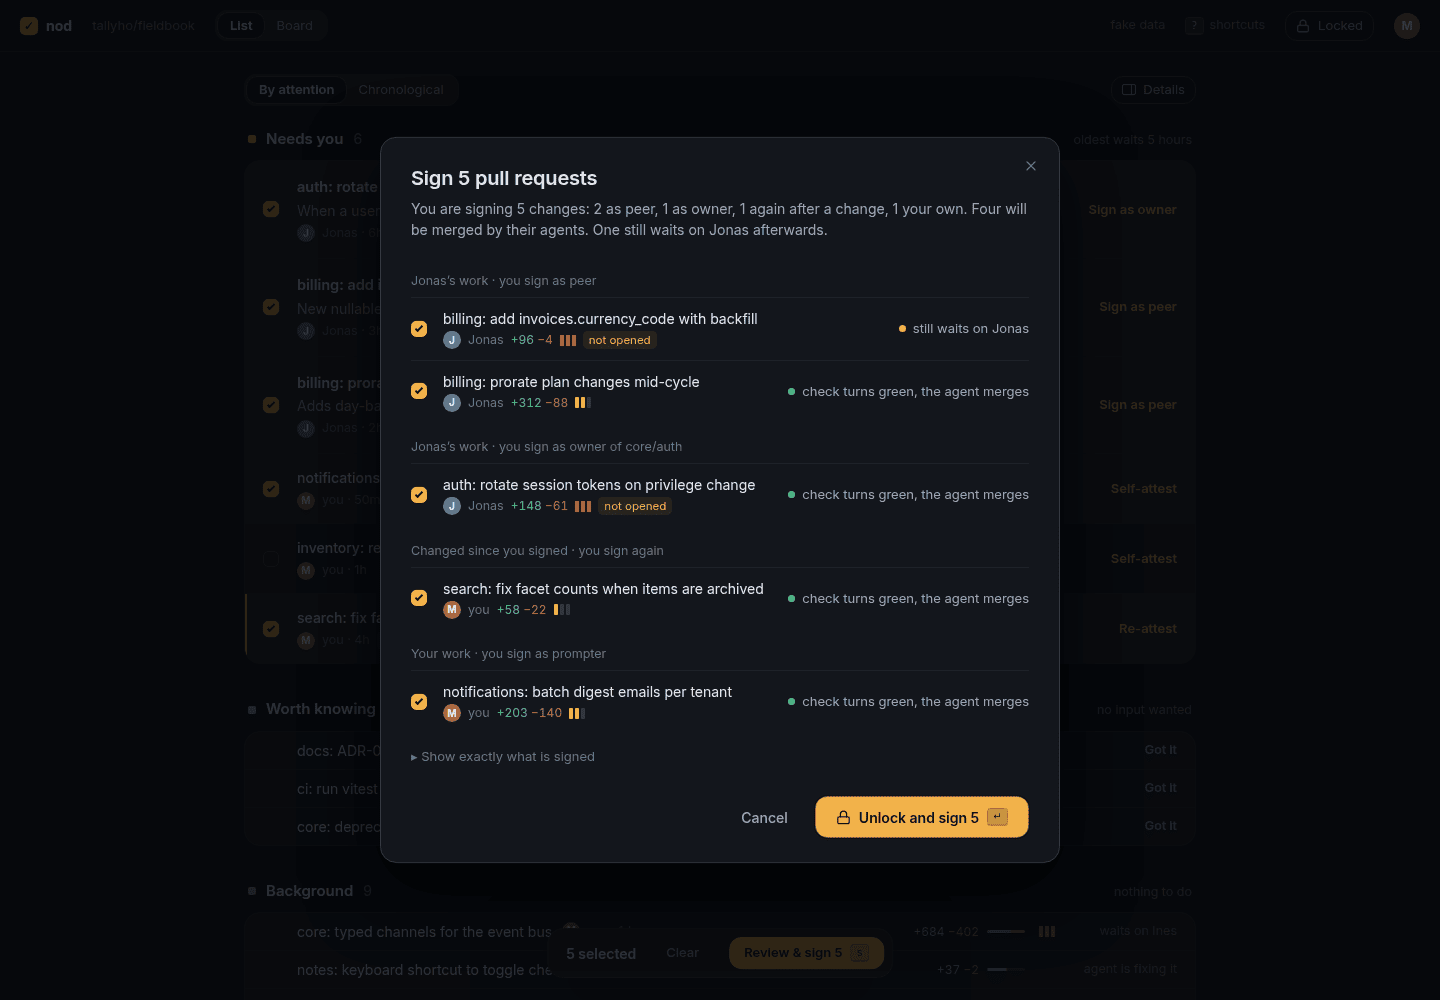 nod tallyho/fieldbook List Board fake data ? shortcuts Locked M
By attention Chronological Details
Needs you 6 oldest waits 5 hours
auth: rotate
When a user
J Jonas
Sign as owner
billing: add
New nullable
J Jonas
Sign as peer
billing: prora
Adds day-ba
J Jonas
Sign as peer
notifications
M you · 50m
Self-attest
inventory: re
M you · 1h
Self-attest
search: fix fa
M you · 4h
Re-attest
Sign 5 pull requests
You are signing 5 changes: 2 as peer, 1 as owner, 1 again after a change, 1 your own. Four will
be merged by their agents. One still waits on Jonas afterwards.
Jonas’s work · you sign as peer
billing: add invoices.currency_code with backfill
J Jonas +96 −4 not opened
still waits on Jonas
billing: prorate plan changes mid-cycle
J Jonas +312 −88
check turns green, the agent merges
Jonas’s work · you sign as owner of core/auth
auth: rotate session tokens on privilege change
J Jonas +148 −61 not opened
check turns green, the agent merges
Changed since you signed · you sign again
search: fix facet counts when items are archived
M you +58 −22
check turns green, the agent merges
Your work · you sign as prompter
notifications: batch digest emails per tenant
M you +203 −140
check turns green, the agent merges
▸ Show exactly what is signed
Cancel Unlock and sign 5 ↵
Worth knowing no input wanted
docs: ADR-0 Got it
ci: run vitest Got it
core: deprec Got it
Background 9 nothing to do
core: typed channels for the event bus +684 −402 waits on Ines
notes: keyboard shortcut to toggle che +37 −2 agent is fixing it
5 selected Clear Review & sign 5 S